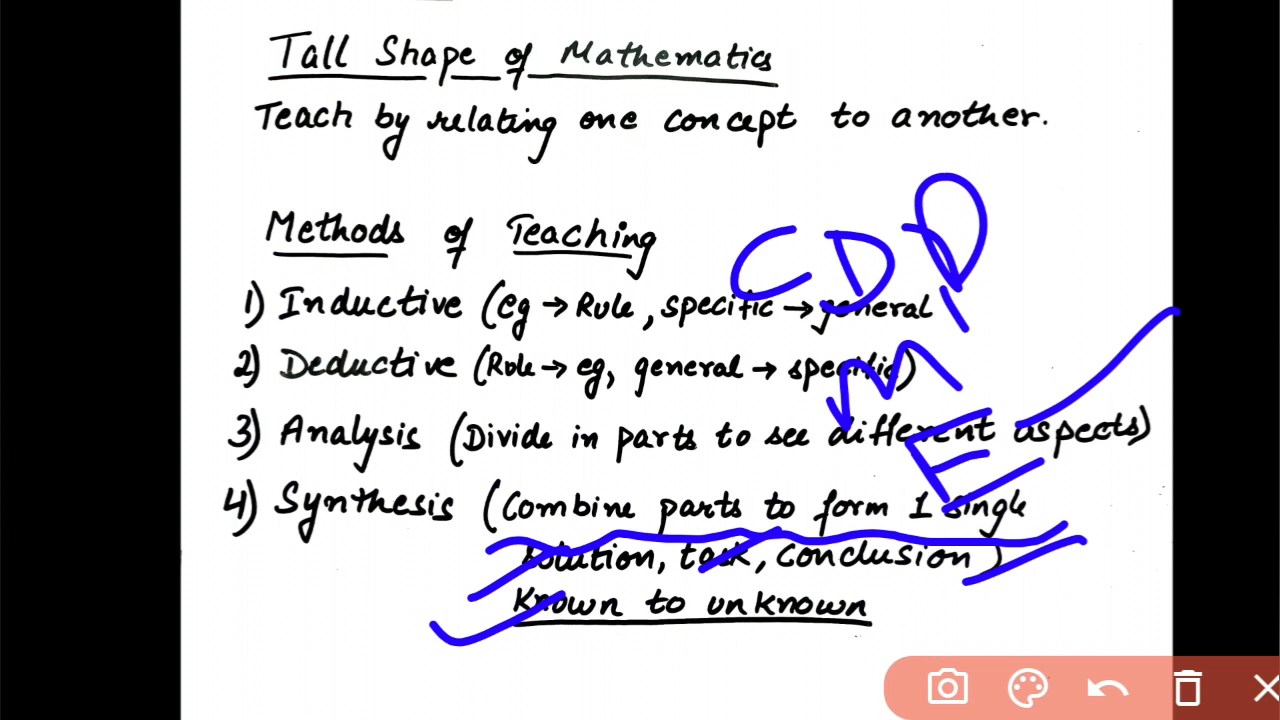 Tall Shape of Mathematics
Teach by relating one concept to another.
Methods of Teaching
CDP
1) Inductive (eg → Rule, specific → general
2) Deductive (Rule → eg, general → specific)
M
3) Analysis (Divide in parts to see different aspects)
E
4) Synthesis (Combine parts to form 1 single
solution, task, conclusion)
Known to unknown